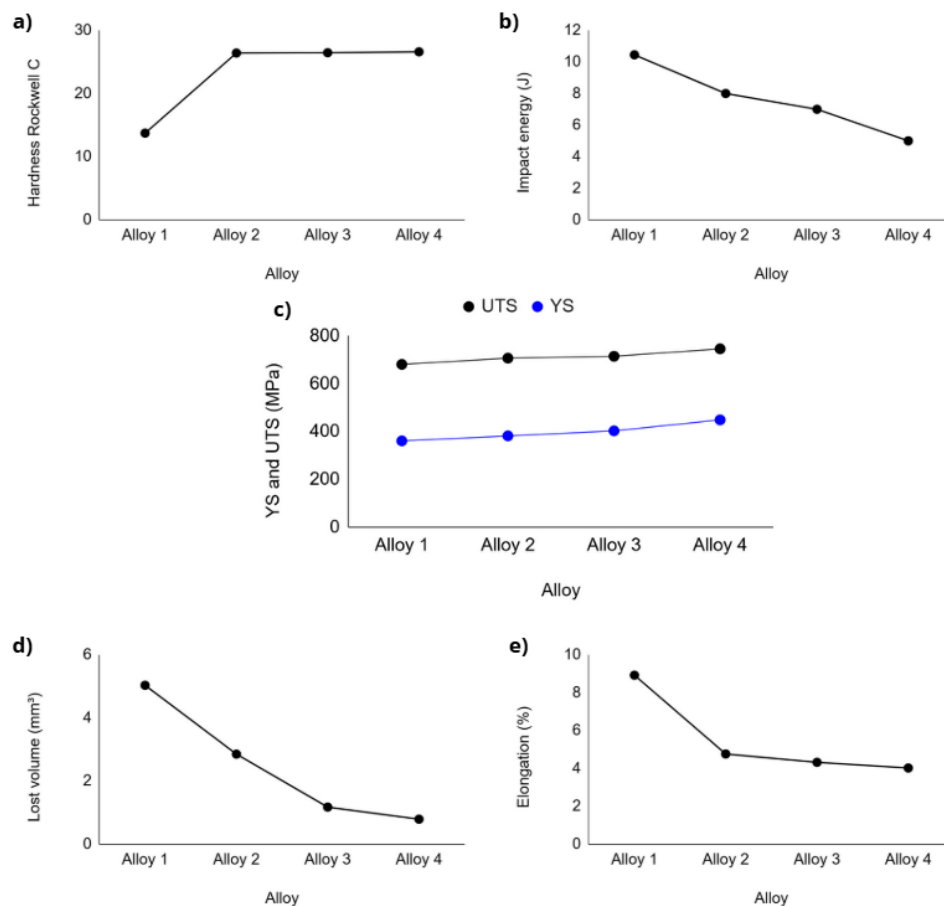 a)
Hardness Rockwell C
30
20
10
0
Alloy 1 Alloy 2 Alloy 3 Alloy 4
Alloy
b)
Impact energy (J)
12
10
8
6
4
2
0
Alloy 1 Alloy 2 Alloy 3 Alloy 4
Alloy
c)
UTS YS
YS and UTS (MPa)
800
600
400
200
0
Alloy 1 Alloy 2 Alloy 3 Alloy 4
Alloy
d)
Lost volume (mm³)
6
4
2
0
Alloy 1 Alloy 2 Alloy 3 Alloy 4
Alloy
e)
Elongation (%)
10
8
6
4
2
0
Alloy 1 Alloy 2 Alloy 3 Alloy 4
Alloy